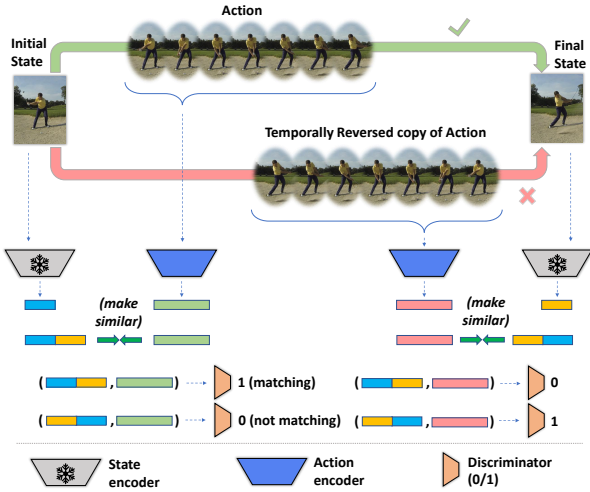 Action
Initial
State
Final
State
Temporally Reversed copy of Action
(make
similar)
(make
similar)
( , ) 1 (matching)
( , ) 0
( , ) 0 (not matching)
( , ) 1
State
encoder
Action
encoder
Discriminator
(0/1)